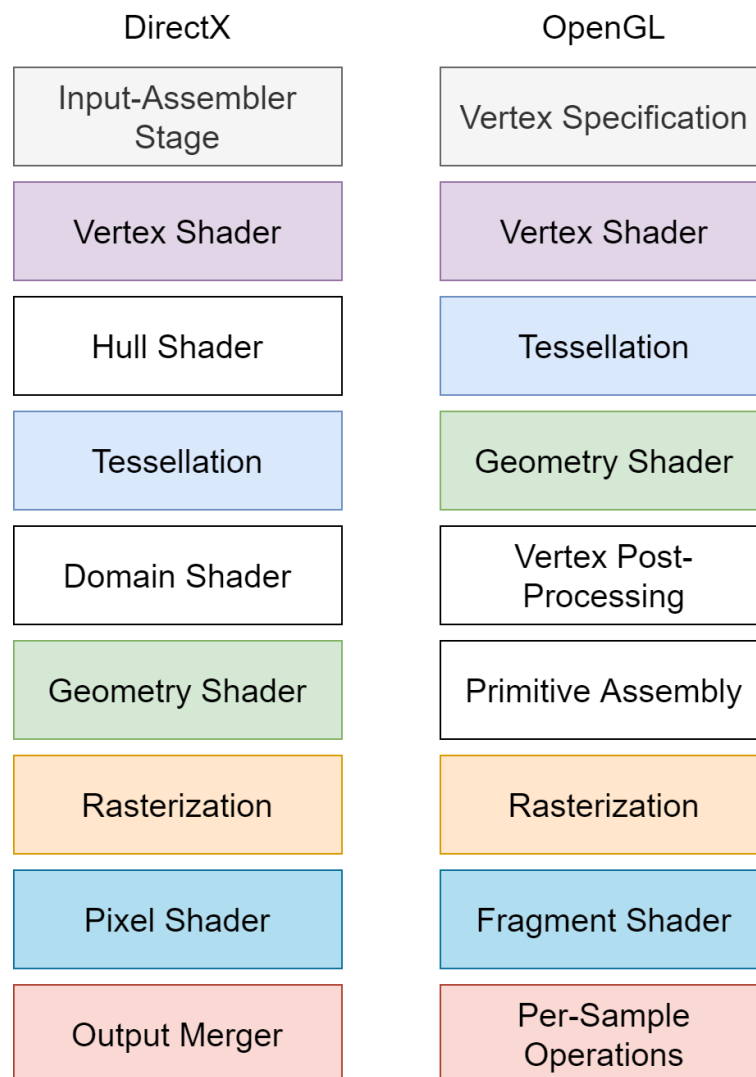 DirectX
Input-Assembler
Stage
Vertex Shader
Hull Shader
Tessellation
Domain Shader
Geometry Shader
Rasterization
Pixel Shader
Output Merger
OpenGL
Vertex Specification
Vertex Shader
Tessellation
Geometry Shader
Vertex Post-
Processing
Primitive Assembly
Rasterization
Fragment Shader
Per-Sample
Operations